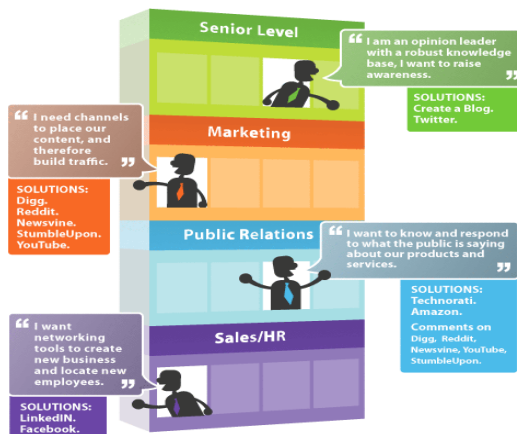 Senior Level
❝ I am an opinion leader
with a robust knowledge
base, I want to raise
awareness. ❞
SOLUTIONS:
Create a Blog.
Twitter.
Marketing
❝ I need channels
to place our
content, and
therefore
build traffic. ❞
SOLUTIONS:
Digg.
Reddit.
Newsvine.
StumbleUpon.
YouTube.
Public Relations
❝ I want to know and respond
to what the public is saying
about our products and
services. ❞
SOLUTIONS:
Technorati.
Amazon.
Comments on
Digg, Reddit,
Newsvine, YouTube,
StumbleUpon.
Sales/HR
❝ I want
networking
tools to create
new business
and locate new
employees. ❞
SOLUTIONS:
LinkedIN.
Facebook.